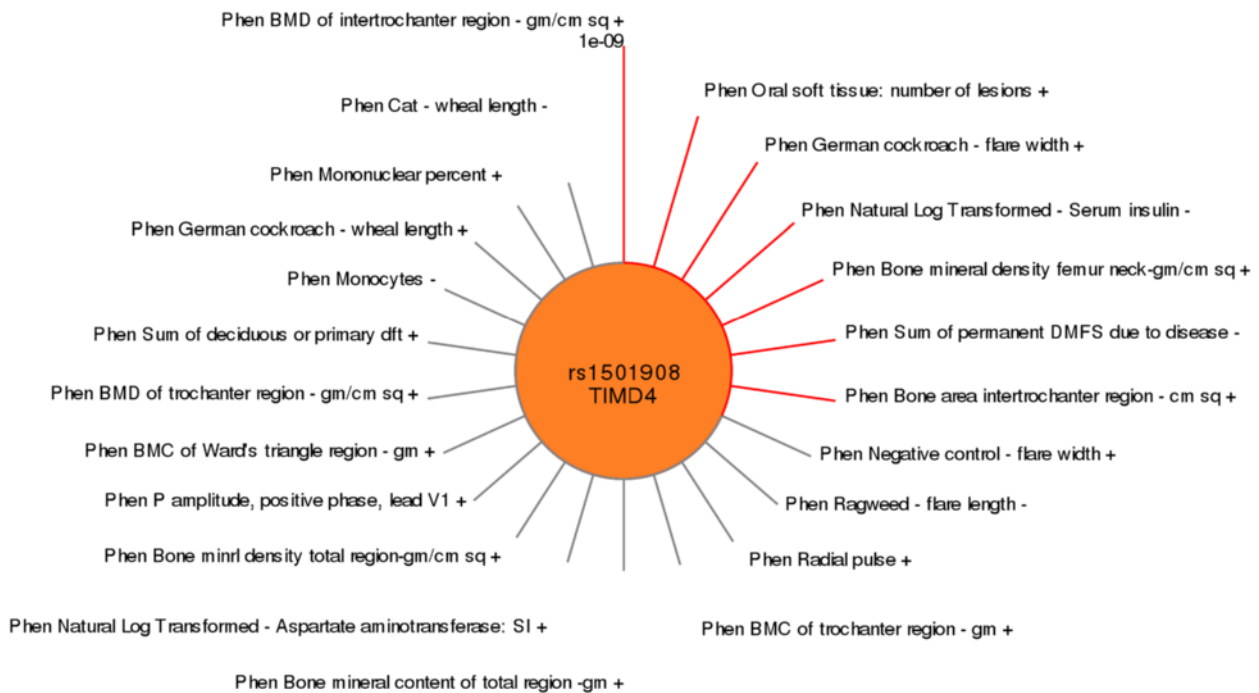 Phen BMD of intertrochanter region - gm/cm sq +
1e-09
Phen Oral soft tissue: number of lesions +
Phen Cat - wheal length -
Phen German cockroach - flare width +
Phen Mononuclear percent +
Phen Natural Log Transformed - Serum insulin -
Phen German cockroach - wheal length +
Phen Bone mineral density femur neck-gm/cm sq +
Phen Monocytes -
Phen Sum of permanent DMFS due to disease -
Phen Sum of deciduous or primary dft +
rs1501908
TIMD4
Phen BMD of trochanter region - gm/cm sq +
Phen Bone area intertrochanter region - cm sq +
Phen BMC of Ward's triangle region - gm +
Phen Negative control - flare width +
Phen P amplitude, positive phase, lead V1 +
Phen Ragweed - flare length -
Phen Bone minrl density total region-gm/cm sq +
Phen Radial pulse +
Phen Natural Log Transformed - Aspartate aminotransferase: SI +
Phen BMC of trochanter region - gm +
Phen Bone mineral content of total region -gm +